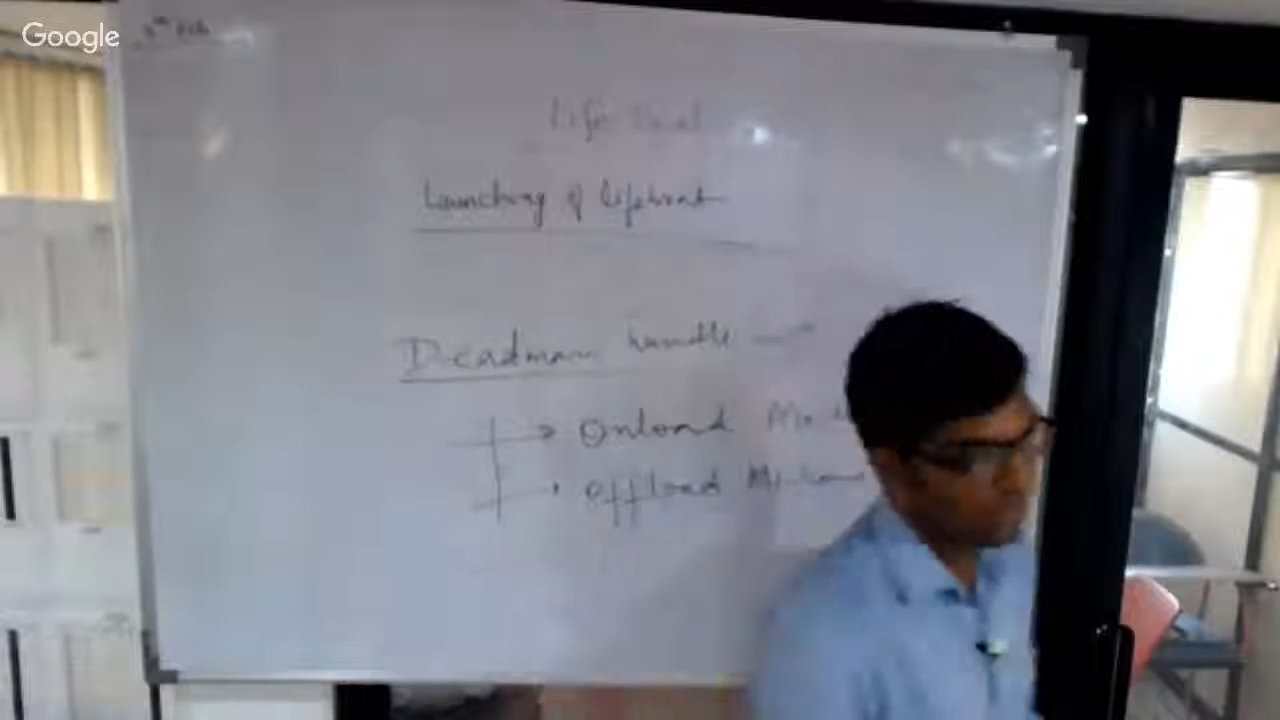 Google
Life Boat
Launching of lifeboat
Deadman handle
Onload
Offload